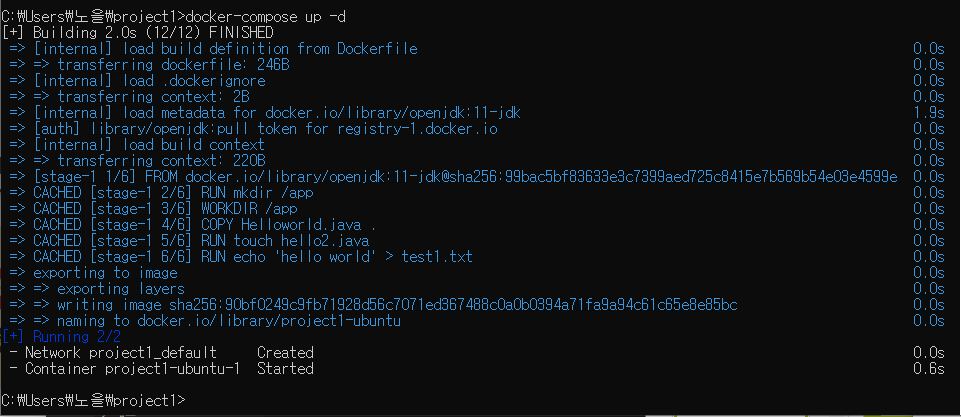 C:\Users\노을\project1>docker-compose up -d
[+] Building 2.0s (12/12) FINISHED
=> [internal] load build definition from Dockerfile 0.0s
=> => transferring dockerfile: 246B 0.0s
=> [internal] load .dockerignore 0.0s
=> => transferring context: 2B 0.0s
=> [internal] load metadata for docker.io/library/openjdk:11-jdk 1.9s
=> [auth] library/openjdk:pull token for registry-1.docker.io 0.0s
=> [internal] load build context 0.0s
=> => transferring context: 220B 0.0s
=> [stage-1 1/6] FROM docker.io/library/openjdk:11-jdk@sha256:99bac5bf83633e3c7399aed725c8415e7b569b54e03e4599e 0.0s
=> CACHED [stage-1 2/6] RUN mkdir /app 0.0s
=> CACHED [stage-1 3/6] WORKDIR /app 0.0s
=> CACHED [stage-1 4/6] COPY Helloworld.java . 0.0s
=> CACHED [stage-1 5/6] RUN touch hello2.java 0.0s
=> CACHED [stage-1 6/6] RUN echo 'hello world' > test1.txt 0.0s
=> exporting to image 0.0s
=> => exporting layers 0.0s
=> => writing image sha256:90bf0249c9fb71928d56c7071ed367488c0a0b0394a71fa9a94c61c65e8e85bc 0.0s
=> => naming to docker.io/library/project1-ubuntu 0.0s
[+] Running 2/2
- Network project1_default Created 0.0s
- Container project1-ubuntu-1 Started 0.6s
C:\Users\노을\project1>